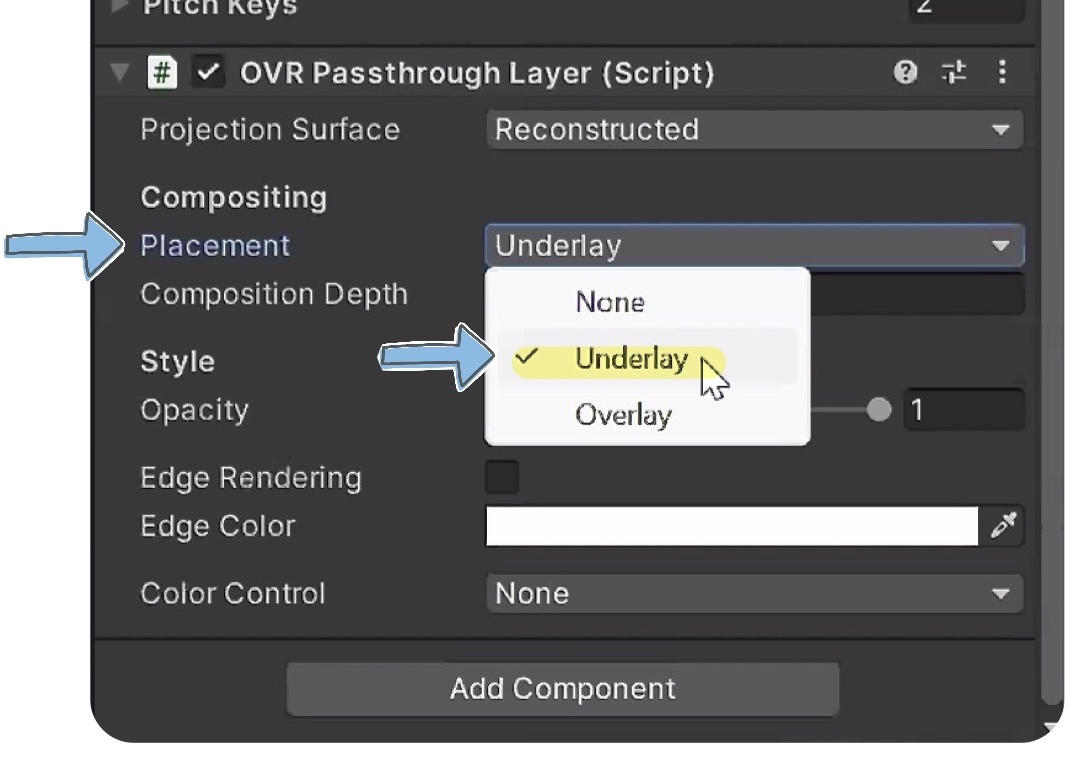 Pitch Keys 2
# OVR Passthrough Layer (Script)
Projection Surface Reconstructed
Compositing
Placement Underlay
Composition Depth
None
Underlay
Overlay
Style
Opacity 1
Edge Rendering
Edge Color
Color Control None
Add Component